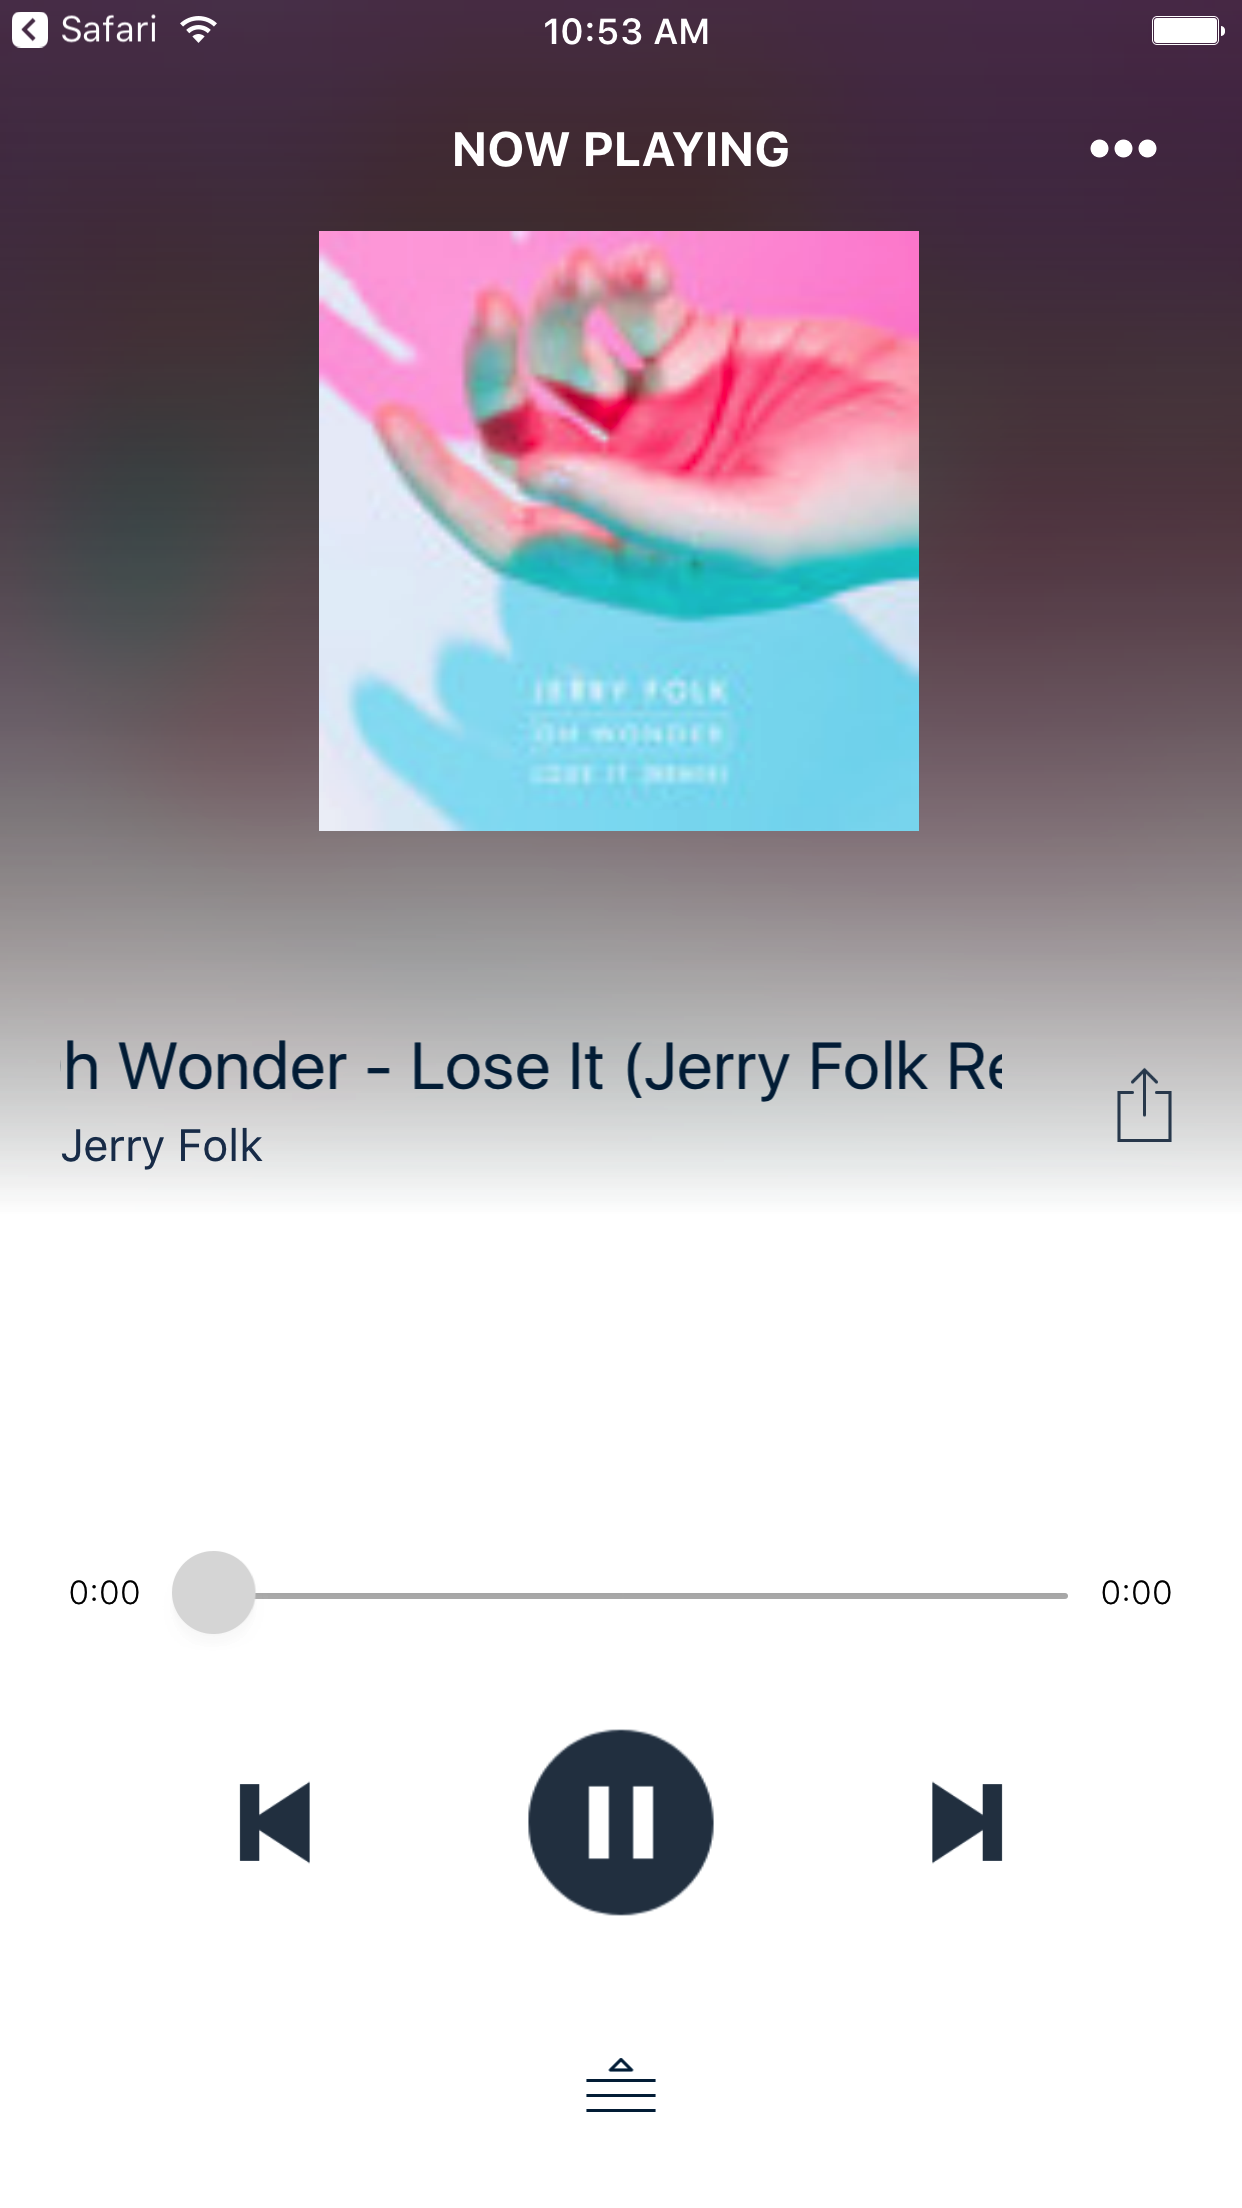 Safari
10:53 AM
NOW PLAYING
JERRY FOLK
OH WONDER
LOSE IT (REMIX)
h Wonder - Lose It (Jerry Folk Re
Jerry Folk
0:00
0:00